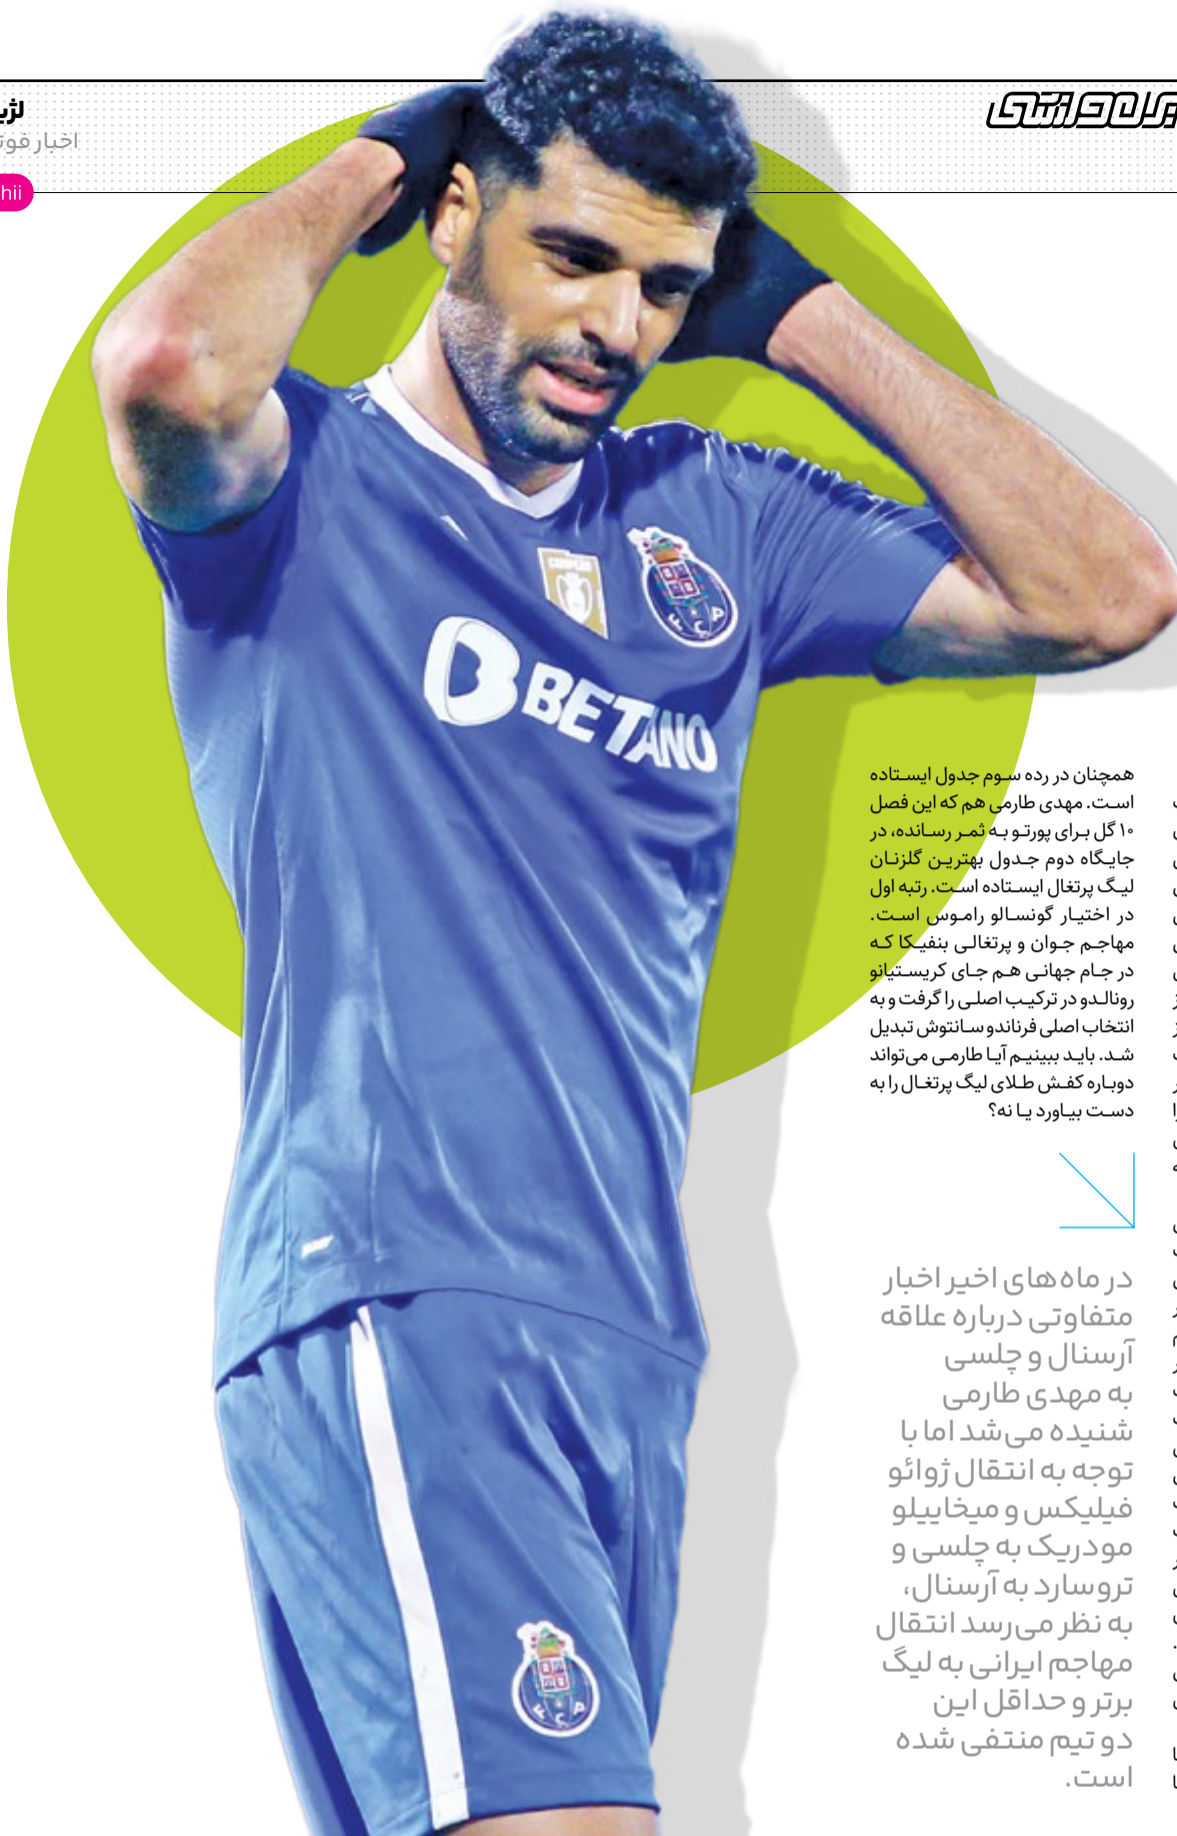 اخبار
hii
CAMPEÃO
FCP
BETANO
همچنان در رده سوم جدول ایستاده
است. مهدی طارمی هم که این فصل
۱۰ گل برای پورتو به ثمر رسانده، در
جایگاه دوم جدول بهترین گلزنان
لیگ پرتغال ایستاده است. رتبه اول
در اختیار گونسالو راموس است.
مهاجم جوان و پرتغالی بنفیکا که
در جام جهانی هم جای کریستیانو
رونالدو در ترکیب اصلی را گرفت و به
انتخاب اصلی فرناندو سانتوش تبدیل
شد. باید ببینیم آیا طارمی می‌تواند
دوباره کفش طلای لیگ پرتغال را به
دست بیاورد یا نه؟
در ماه‌های اخیر اخبار
متفاوتی درباره علاقه
آرسنال و چلسی
به مهدی طارمی
شنیده می‌شد اما با
توجه به انتقال ژوائو
فیلیکس و میخاییلو
مودریک به چلسی و
تروسارد به آرسنال،
به نظر می‌رسد انتقال
مهاجم ایرانی به لیگ
برتر و حداقل این
دو تیم منتفی شده
است.
FCP